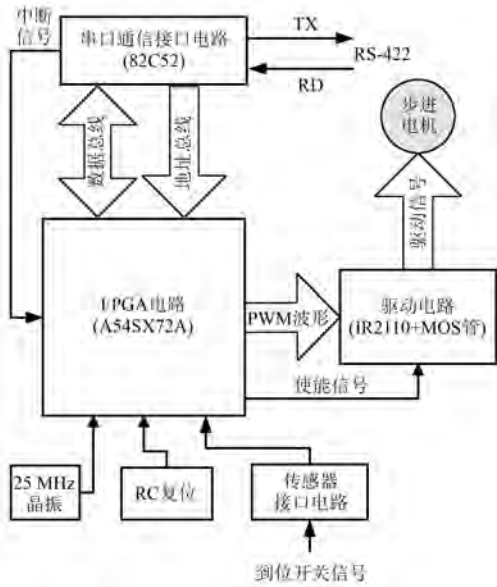 中断
信号
串口通信接口电路
(82C52)
TX
RS-422
RD
步进
电机
数据总线
地址总线
驱动信号
I/PGA电路
(A54SX72A)
PWM波形
驱动电路
(iR2110+MOS管)
使能信号
25 MHz
晶振
RC复位
传感器
接口电路
到位开关信号